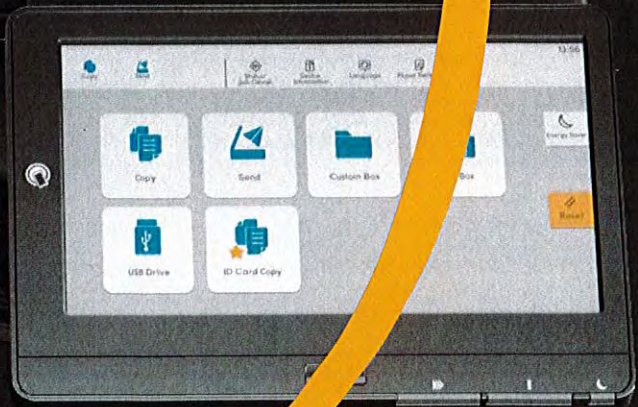 13:56
Copy
Send
Status/
Job Cancel
Device
Information
Language
Energy Saver
Copy
Send
Custom Box
Box
Reset
USB Drive
ID Card Copy